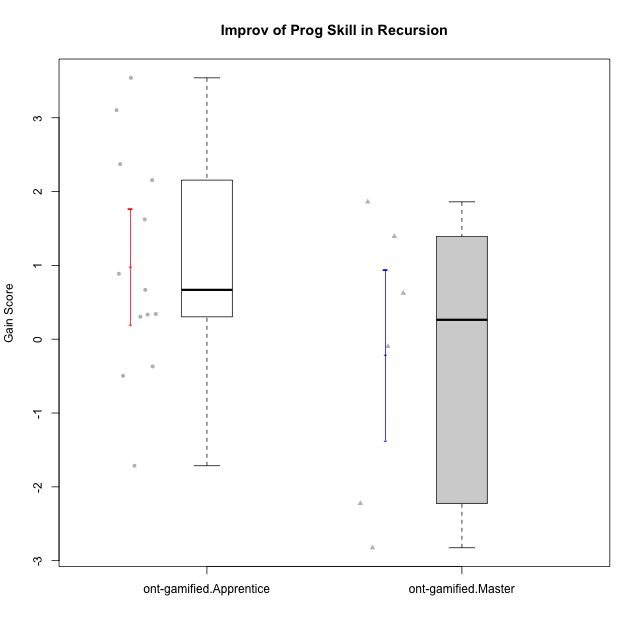 Improv of Prog Skill in Recursion
Gain Score
3
2
1
0
-1
-2
-3
ont-gamified.Apprentice
ont-gamified.Master